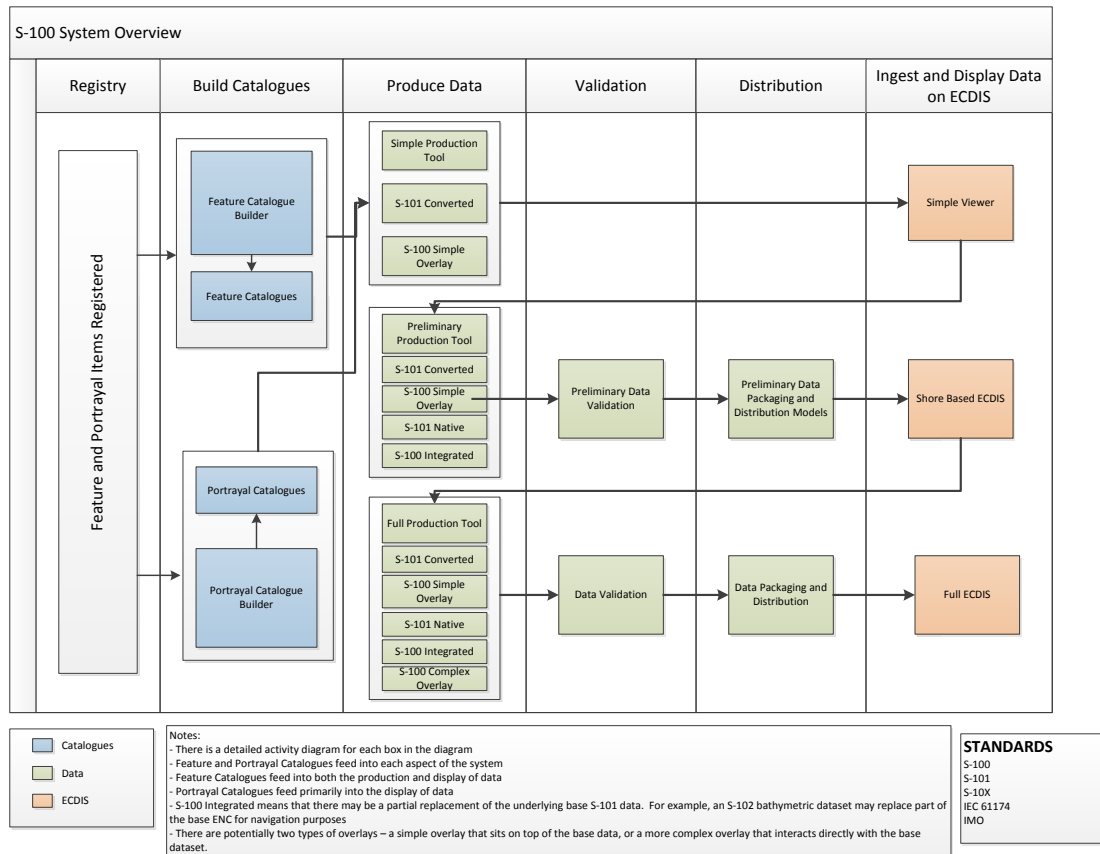 S-100 System Overview
Registry
Build Catalogues
Produce Data
Validation
Distribution
Ingest and Display Data
on ECDIS
Feature and Portrayal Items Registered
Feature Catalogue
Builder
Feature Catalogues
Portrayal Catalogues
Portrayal Catalogue
Builder
Simple Production
Tool
S-101 Converted
S-100 Simple
Overlay
Simple Viewer
Preliminary
Production Tool
S-101 Converted
S-100 Simple
Overlay
S-101 Native
S-100 Integrated
Preliminary Data
Validation
Preliminary Data
Packaging and
Distribution Models
Shore Based ECDIS
Full Production Tool
S-101 Converted
S-100 Simple
Overlay
S-101 Native
S-100 Integrated
S-100 Complex
Overlay
Data Validation
Data Packaging and
Distribution
Full ECDIS
Catalogues
Data
ECDIS
Notes:
- There is a detailed activity diagram for each box in the diagram
- Feature and Portrayal Catalogues feed into each aspect of the system
- Feature Catalogues feed into both the production and display of data
- Portrayal Catalogues feed primarily into the display of data
- S-100 Integrated means that there may be a partial replacement of the underlying base S-101 data.  For example, an S-102 bathymetric dataset may replace part of
the base ENC for navigation purposes
- There are potentially two types of overlays – a simple overlay that sits on top of the base data, or a more complex overlay that interacts directly with the base
dataset.
STANDARDS
S-100
S-101
S-10X
IEC 61174
IMO